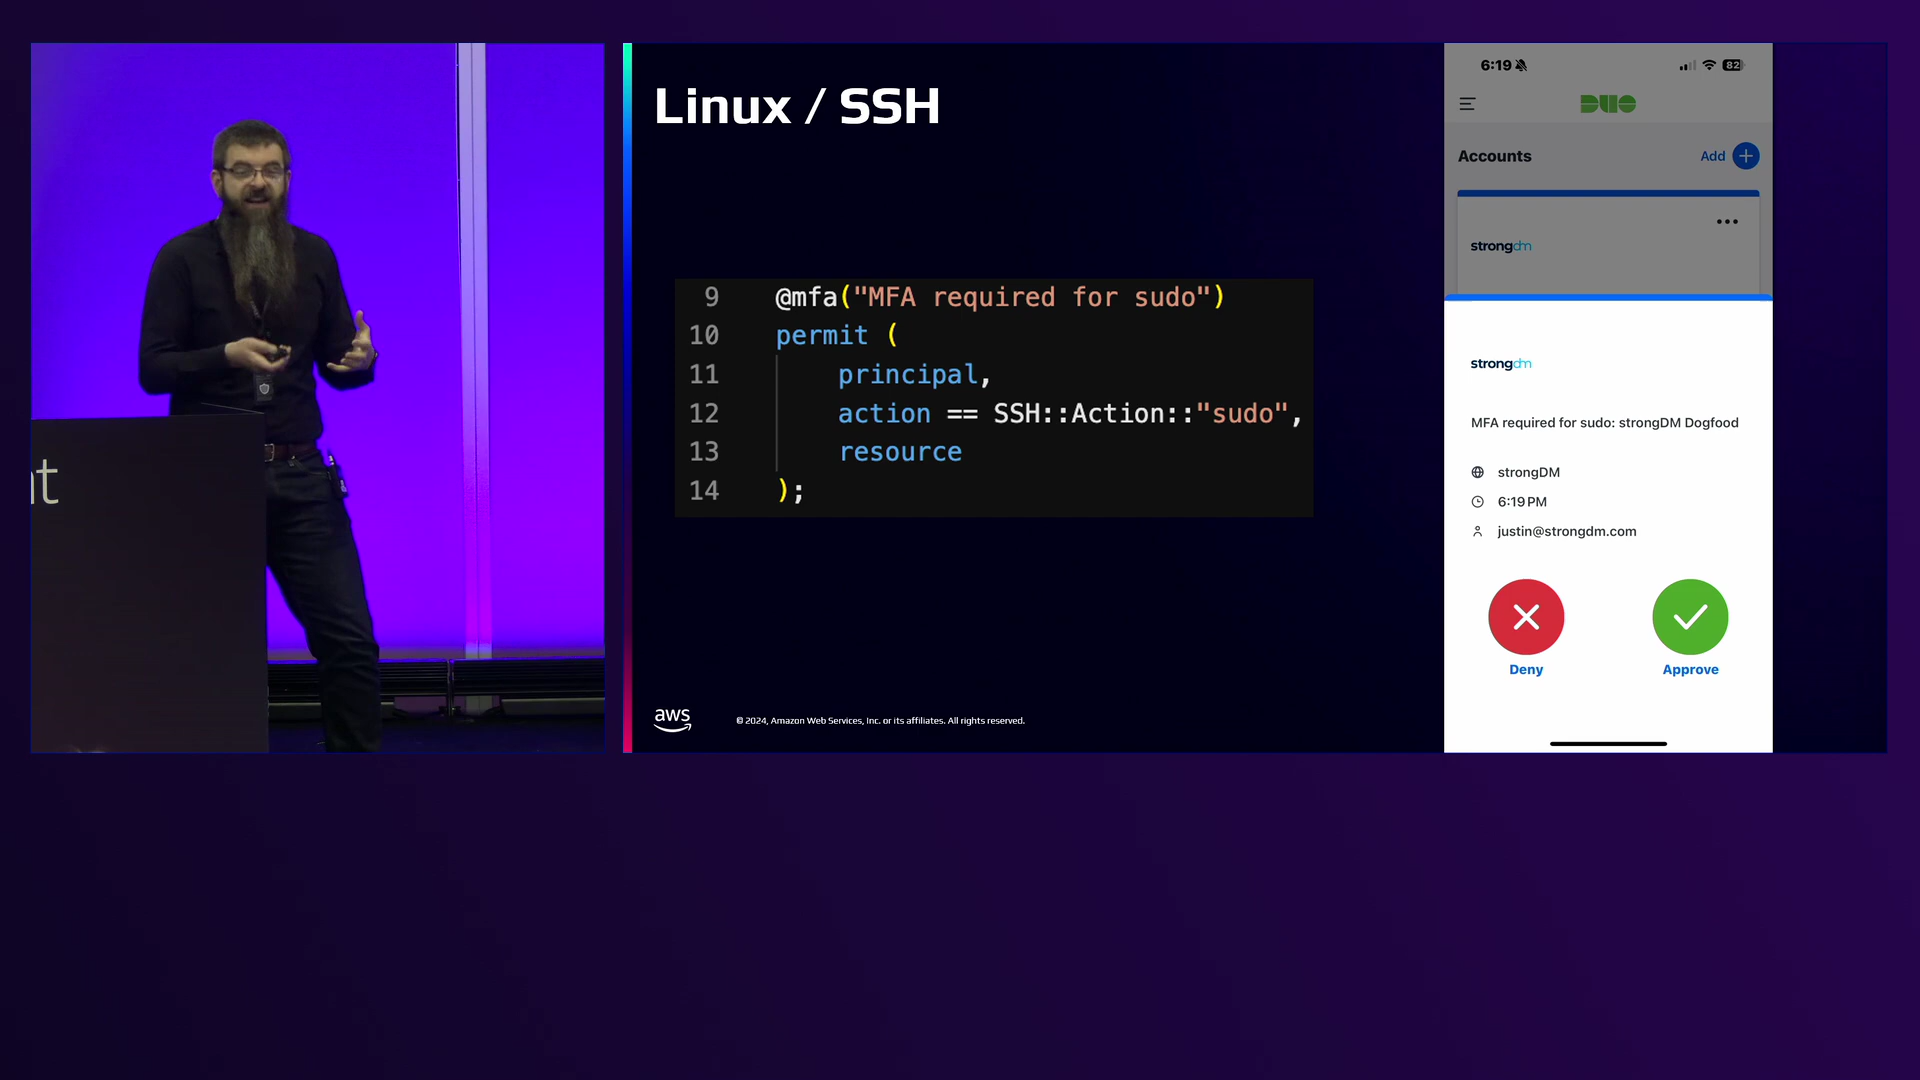 Linux / SSH
9 @mfa("MFA required for sudo")
10 permit (
11 principal,
12 action == SSH::Action::"sudo",
13 resource
14 );
aws
© 2024, Amazon Web Services, Inc. or its affiliates. All rights reserved.
6:19
82
DUO
Accounts
Add
strongdm
strongdm
MFA required for sudo: strongDM Dogfood
strongDM
6:19 PM
justin@strongdm.com
Deny
Approve